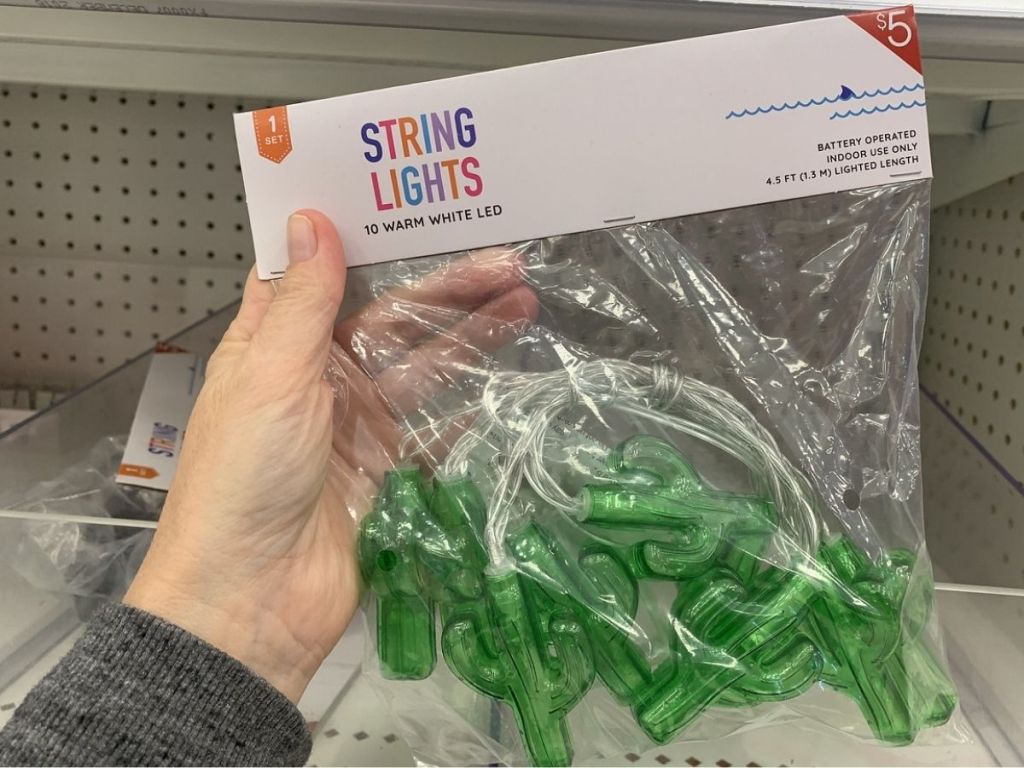 $5
1
SET
STRING
LIGHTS
10 WARM WHITE LED
BATTERY OPERATED
INDOOR USE ONLY
4.5 FT (1.3 M) LIGHTED LENGTH
STRING